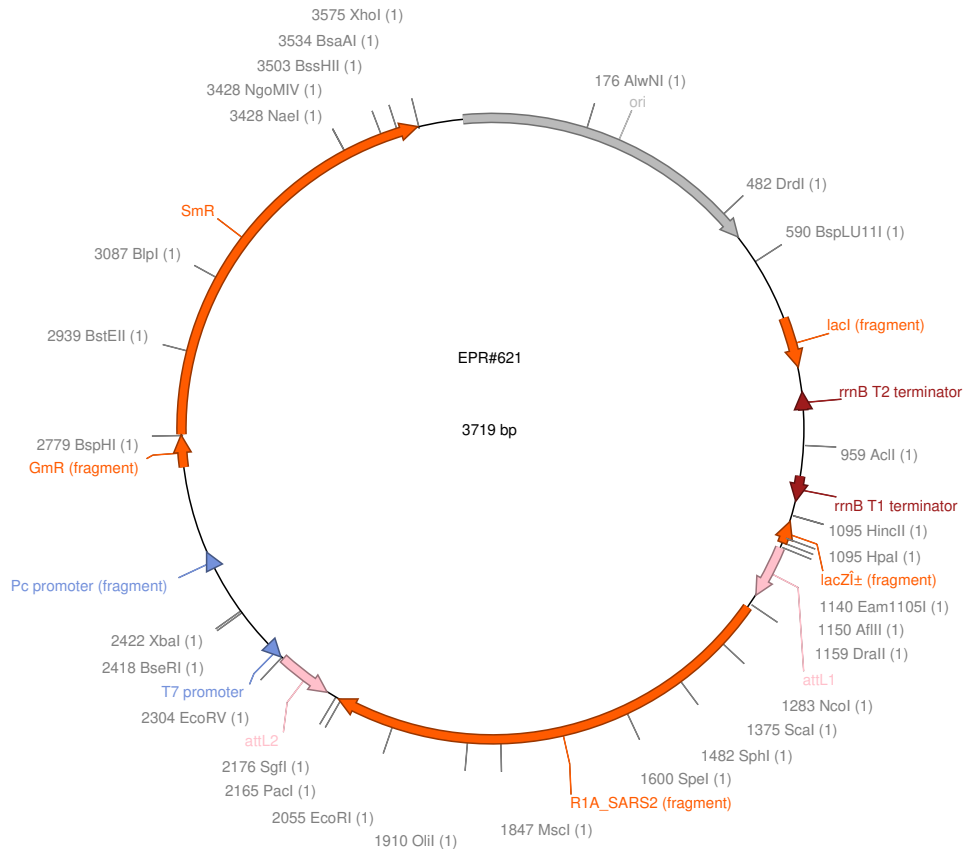 3575 XhoI (1)
3534 BsaAI (1)
3503 BssHII (1)
3428 NgoMIV (1)
3428 NaeI (1)
176 AlwNI (1)
ori
482 DrdI (1)
590 BspLU11I (1)
SmR
3087 BlpI (1)
2939 BstEII (1)
lacI (fragment)
EPR#621
rrnB T2 terminator
3719 bp
2779 BspHI (1)
GmR (fragment)
959 AclI (1)
rrnB T1 terminator
1095 HincII (1)
1095 HpaI (1)
lacZÎ± (fragment)
Pc promoter (fragment)
1140 Eam1105I (1)
1150 AflII (1)
1159 DraII (1)
2422 XbaI (1)
2418 BseRI (1)
attL1
T7 promoter
1283 NcoI (1)
2304 EcoRV (1)
1375 ScaI (1)
attL2
1482 SphI (1)
2176 SgfI (1)
1600 SpeI (1)
2165 PacI (1)
R1A_SARS2 (fragment)
2055 EcoRI (1)
1847 MscI (1)
1910 OliI (1)